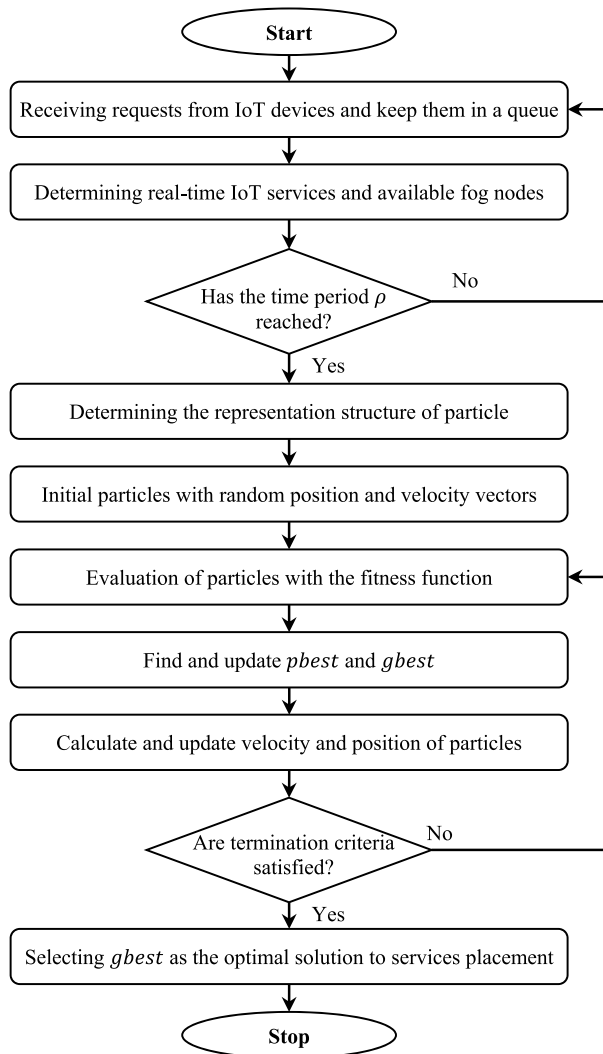 Start
Receiving requests from IoT devices and keep them in a queue
Determining real-time IoT services and available fog nodes
Has the time period ρ
reached?
No
Yes
Determining the representation structure of particle
Initial particles with random position and velocity vectors
Evaluation of particles with the fitness function
Find and update pbest and gbest
Calculate and update velocity and position of particles
Are termination criteria
satisfied?
No
Yes
Selecting gbest as the optimal solution to services placement
Stop